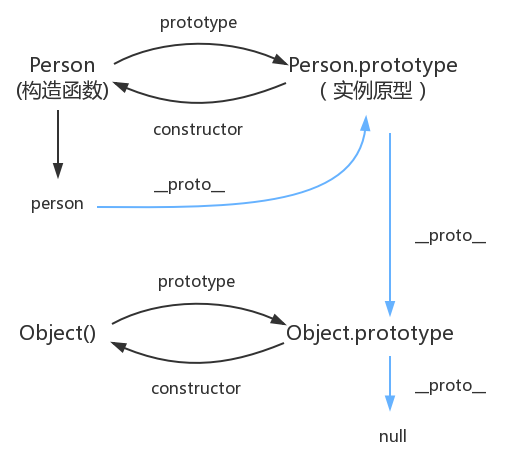 prototype
Person
(构造函数)
Person.prototype
（实例原型）
constructor
person
__proto__
__proto__
prototype
Object()
Object.prototype
constructor
__proto__
null